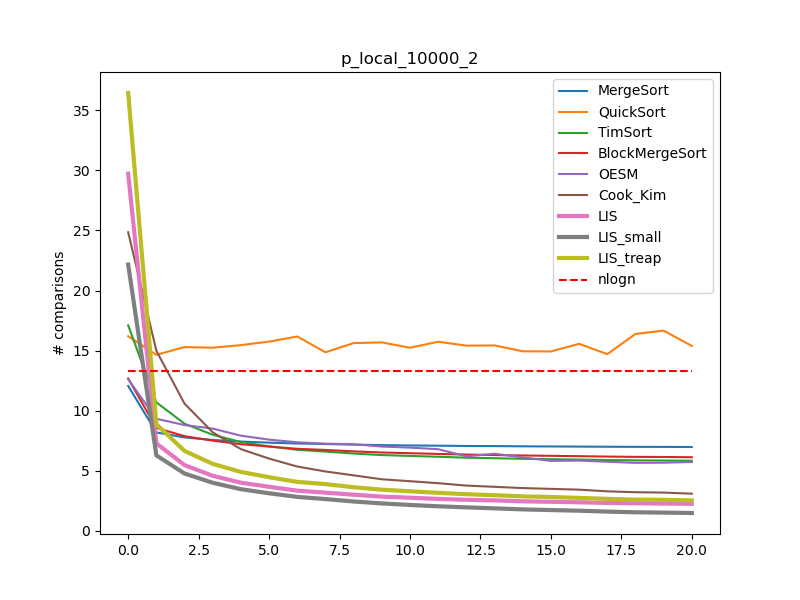 p_local_10000_2
# comparisons
35
30
25
20
15
10
5
0
0.0 2.5 5.0 7.5 10.0 12.5 15.0 17.5 20.0
MergeSort
QuickSort
TimSort
BlockMergeSort
OESM
Cook_Kim
LIS
LIS_small
LIS_treap
nlogn